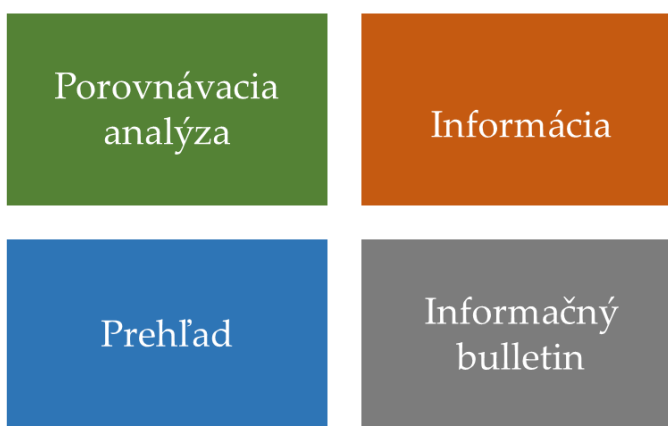 Porovnávacia
analýza
Informácia
Prehľad
Informačný
bulletin